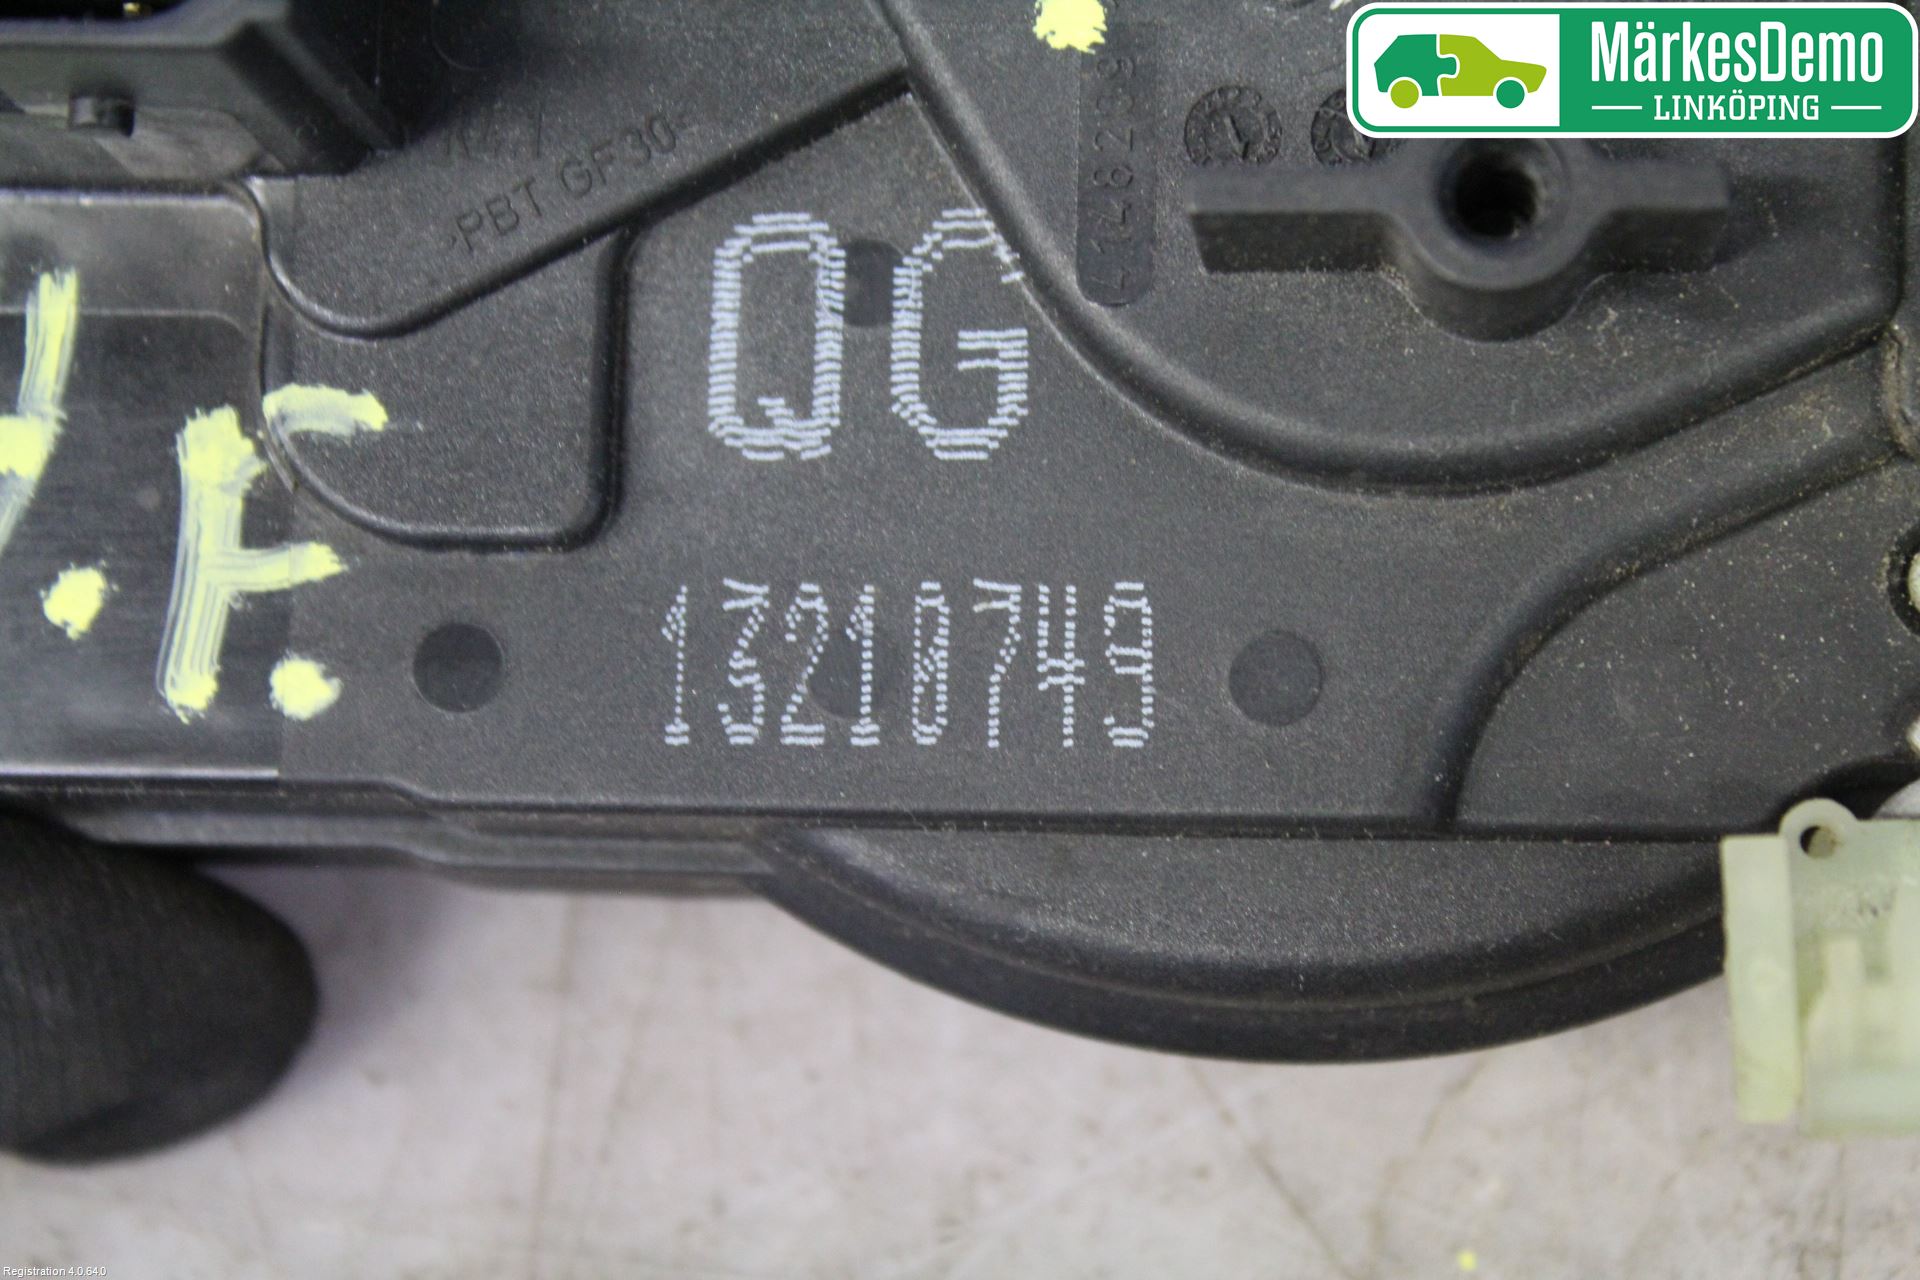 MärkesDemo
LINKÖPING
>PBT GF30<
QG
13210749
V.F.
Registration 4.0.64.0